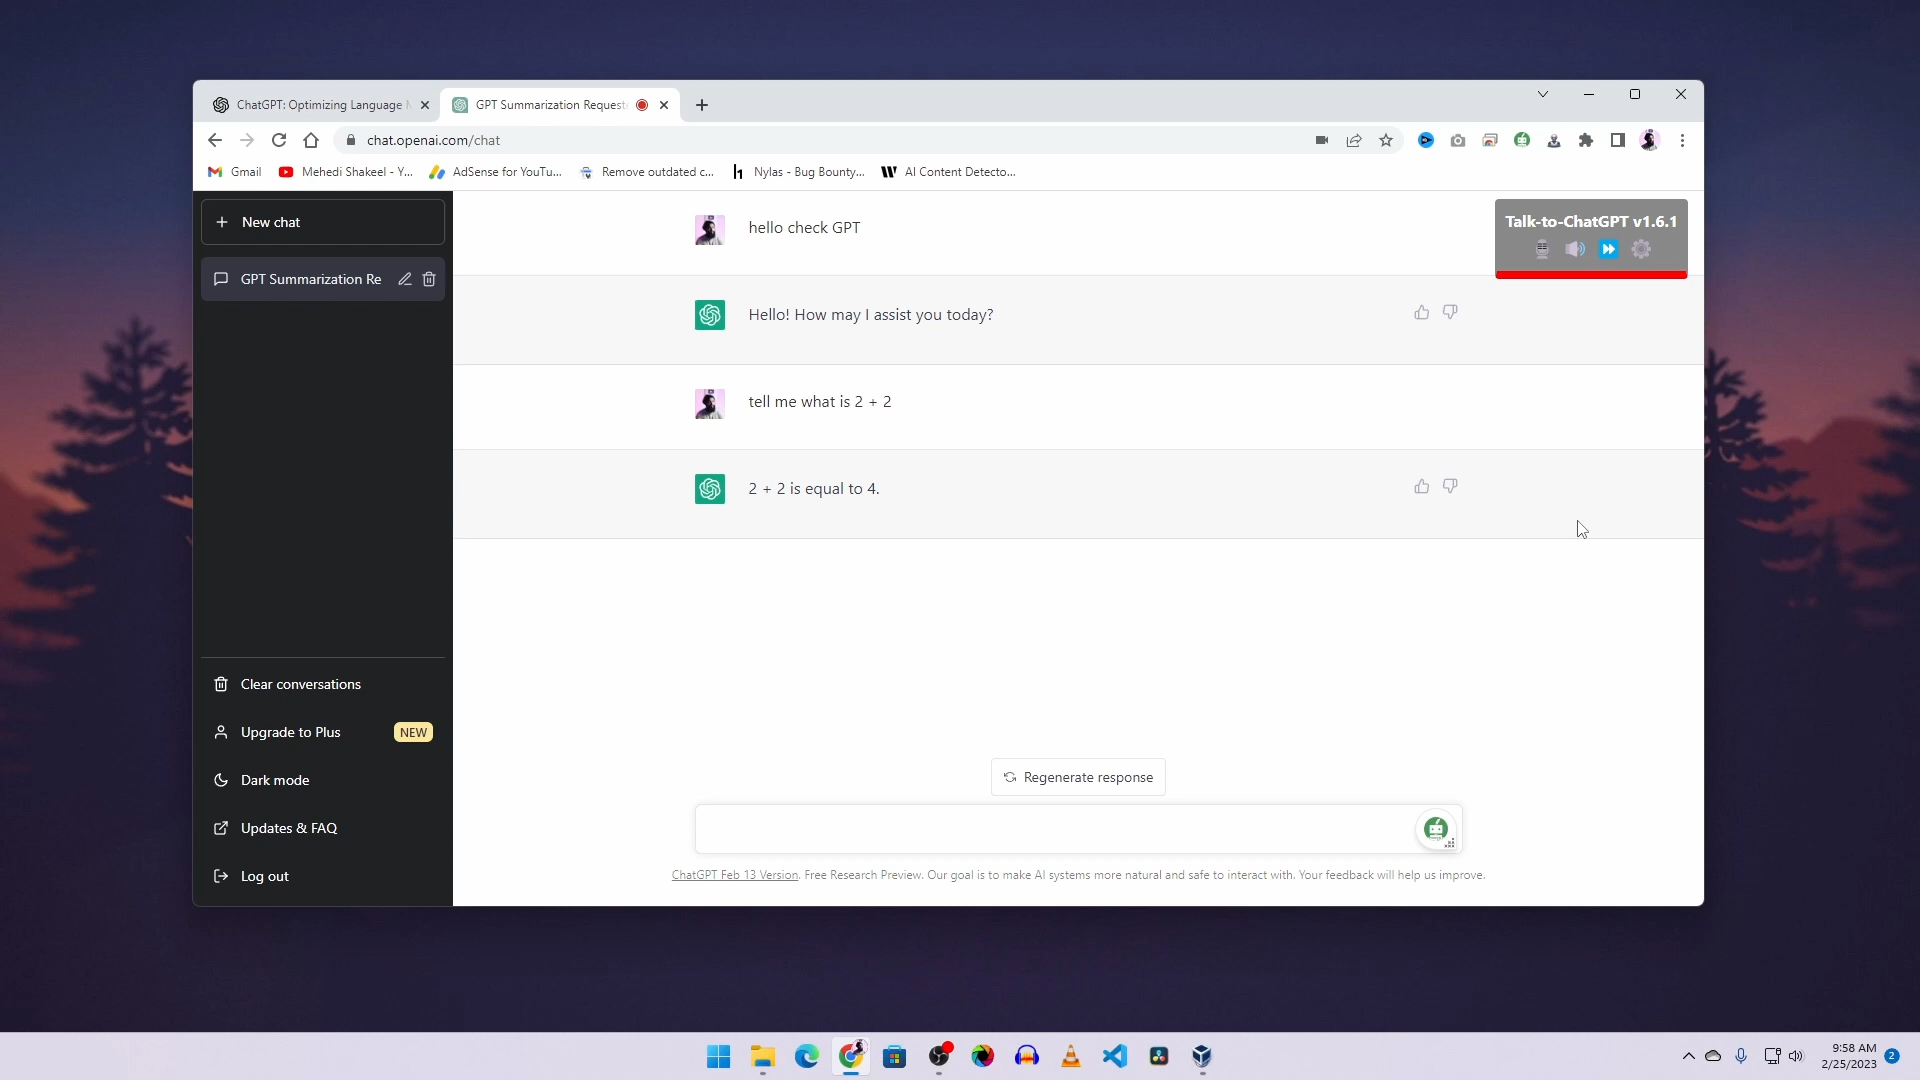 ChatGPT: Optimizing Language
GPT Summarization Request
chat.openai.com/chat
Gmail
Mehedi Shakeel - Y...
AdSense for YouTu...
Remove outdated c...
Nylas - Bug Bounty...
AI Content Detecto...
New chat
GPT Summarization Re
Clear conversations
Upgrade to Plus
NEW
Dark mode
Updates & FAQ
Log out
hello check GPT
Talk-to-ChatGPT v1.6.1
Hello! How may I assist you today?
tell me what is 2 + 2
2 + 2 is equal to 4.
Regenerate response
ChatGPT Feb 13 Version. Free Research Preview. Our goal is to make AI systems more natural and safe to interact with. Your feedback will help us improve.
9:58 AM
2/25/2023
2